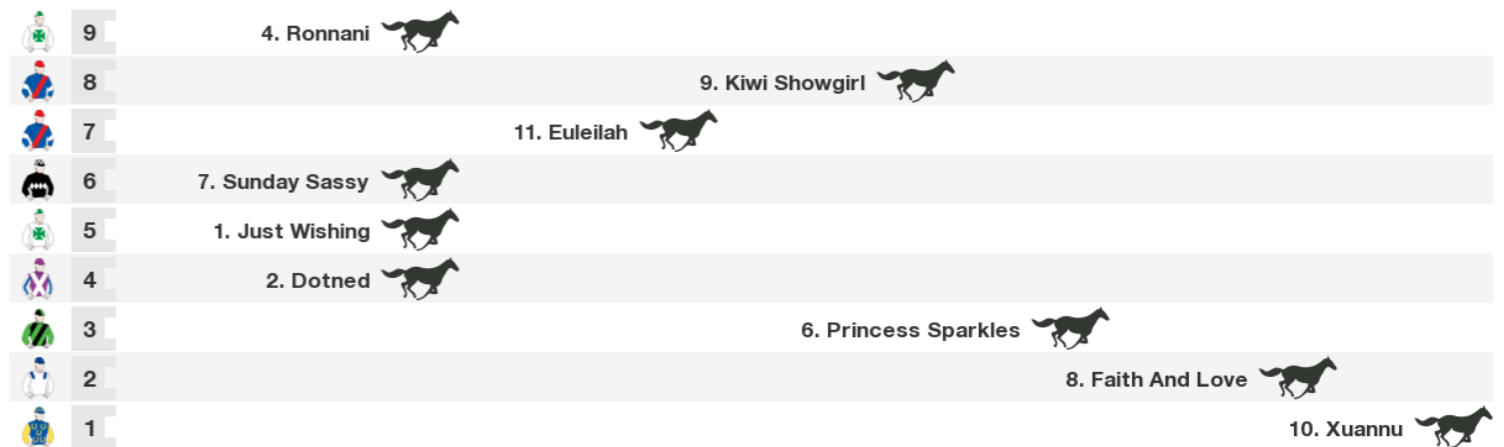 9 4. Ronnani
8 9. Kiwi Showgirl
7 11. Euleilah
6 7. Sunday Sassy
5 1. Just Wishing
4 2. Dotned
3 6. Princess Sparkles
2 8. Faith And Love
1 10. Xuannu